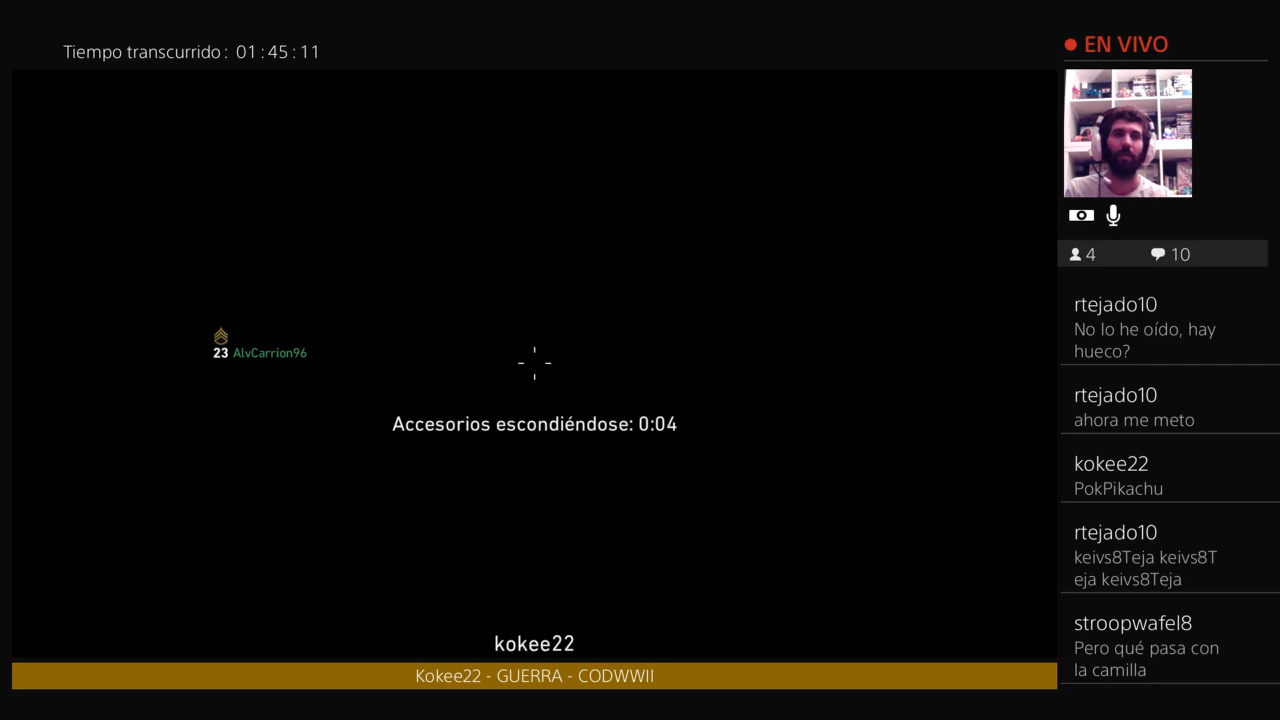 Tiempo transcurrido: 01:45:11
EN VIVO
4
10
23 AlvCarrion96
Accesorios escondiéndose: 0:04
kokee22
Kokee22 - GUERRA - CODWWII
rtejado10
No lo he oído, hay
hueco?
rtejado10
ahora me meto
kokee22
PokPikachu
rtejado10
keivs8Teja keivs8T
eja keivs8Teja
stroopwafel8
Pero qué pasa con
la camilla